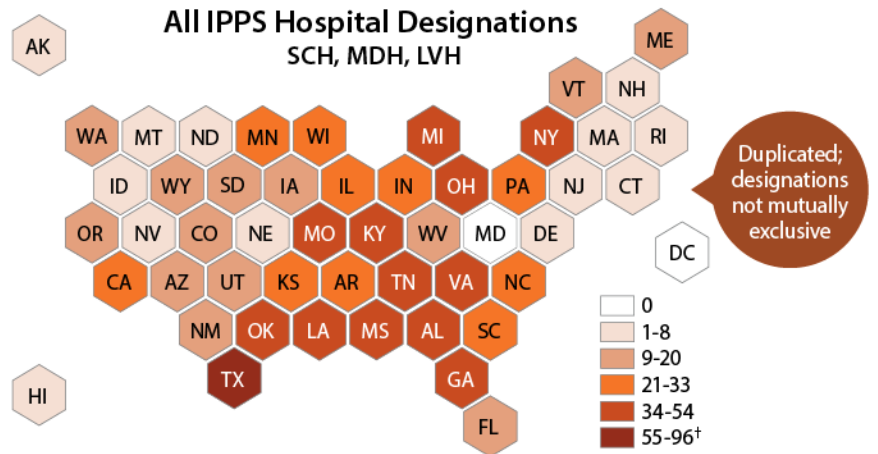 All IPPS Hospital Designations
SCH, MDH, LVH
AK
ME
VT NH
WA MT ND MN WI MI NY MA RI
ID WY SD IA IL IN OH PA NJ CT
OR NV CO NE MO KY WV MD DE
DC
CA AZ UT KS AR TN VA NC
NM OK LA MS AL SC
TX GA
HI
FL
Duplicated;
designations
not mutually
exclusive
0
1-8
9-20
21-33
34-54
55-96†